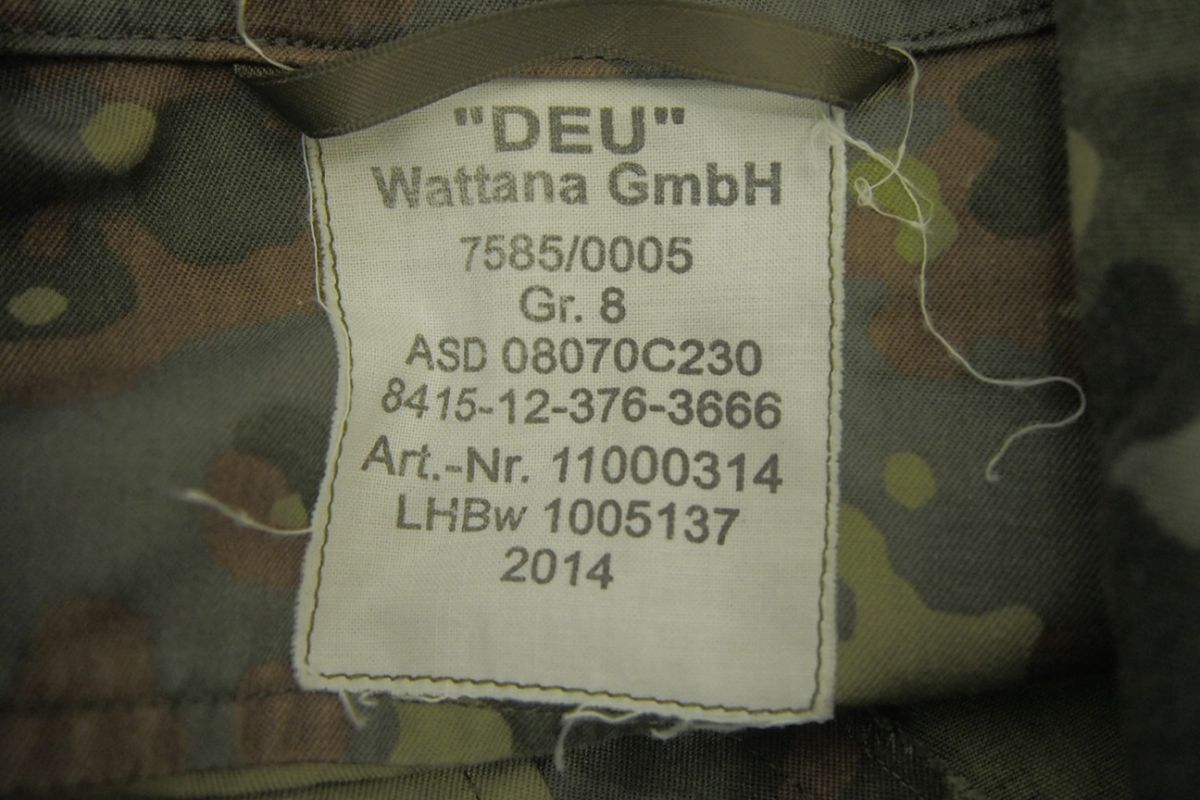 "DEU"
Wattana GmbH
7585/0005
Gr. 8
ASD 08070C230
8415-12-376-3666
Art.-Nr. 11000314
LHBw 1005137
2014